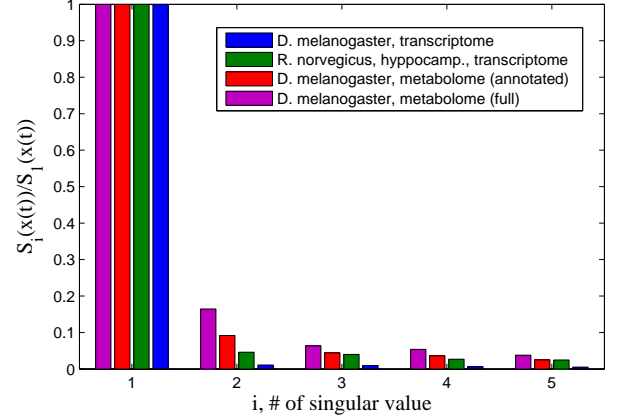 1
0.9
0.8
0.7
0.6
0.5
0.4
0.3
0.2
0.1
0
S_i(x(t))/S_1(x(t))
D. melanogaster, transcriptome
R. norvegicus, hyppocamp., transcriptome
D. melanogaster, metabolome (annotated)
D. melanogaster, metabolome (full)
1 2 3 4 5
i, # of singular value